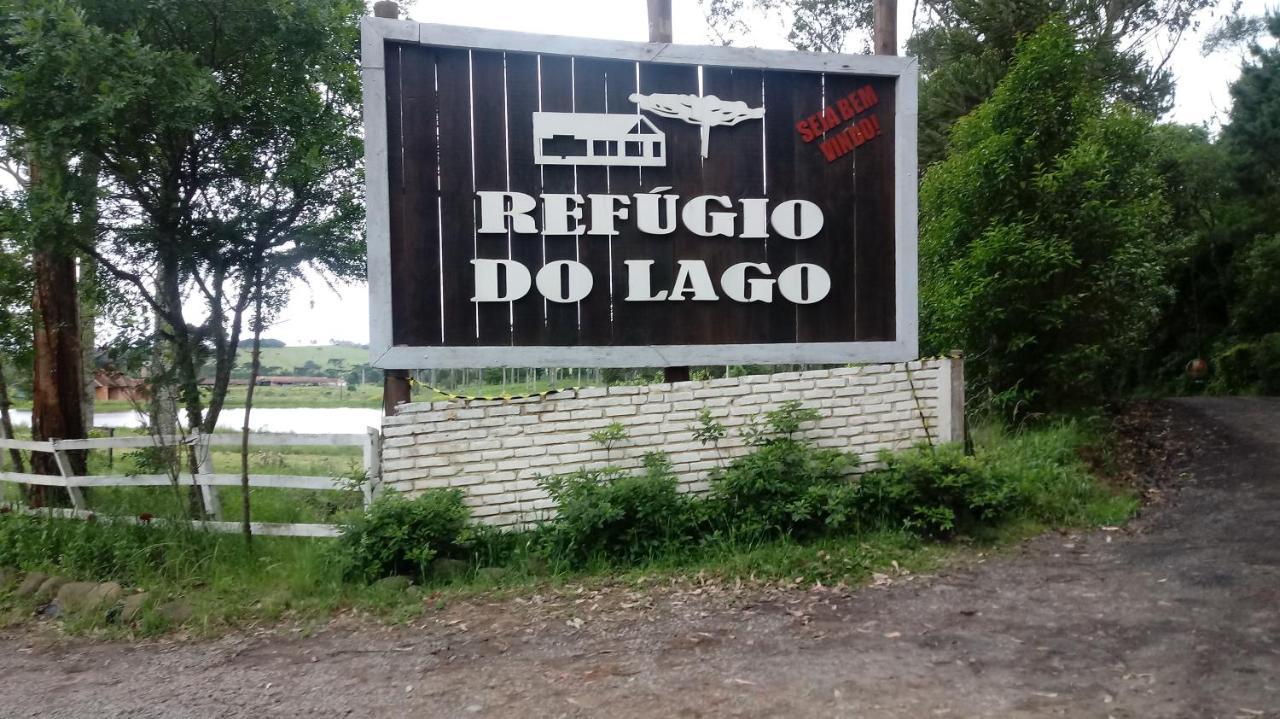 SEJA BEM
VINDO!
REFÚGIO
DO LAGO